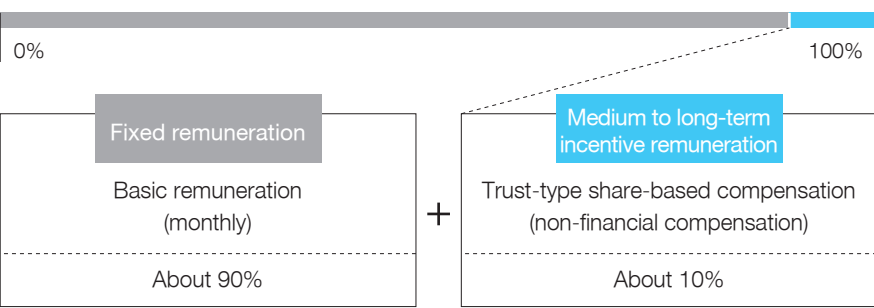 0%
100%
Fixed remuneration
Basic remuneration
(monthly)
About 90%
+
Medium to long-term
incentive remuneration
Trust-type share-based compensation
(non-financial compensation)
About 10%